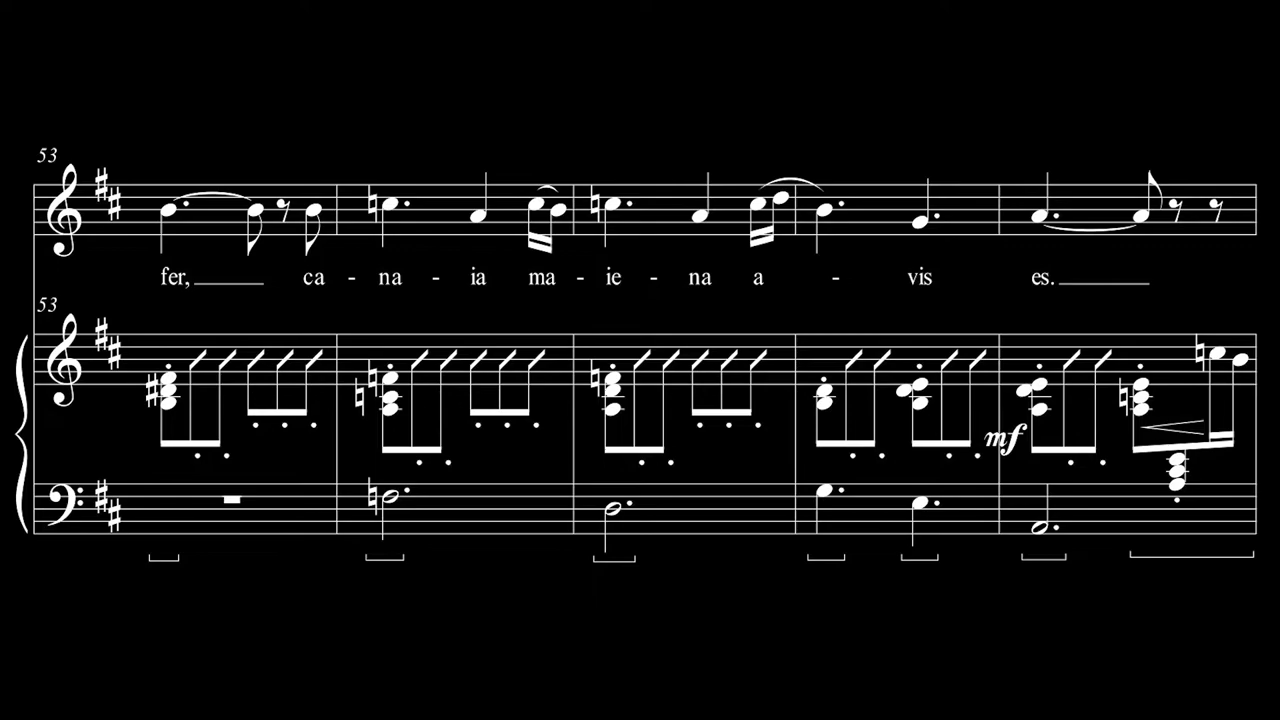 53
fer, ca - na - ia ma - ie - na a - vis es.
53
mf